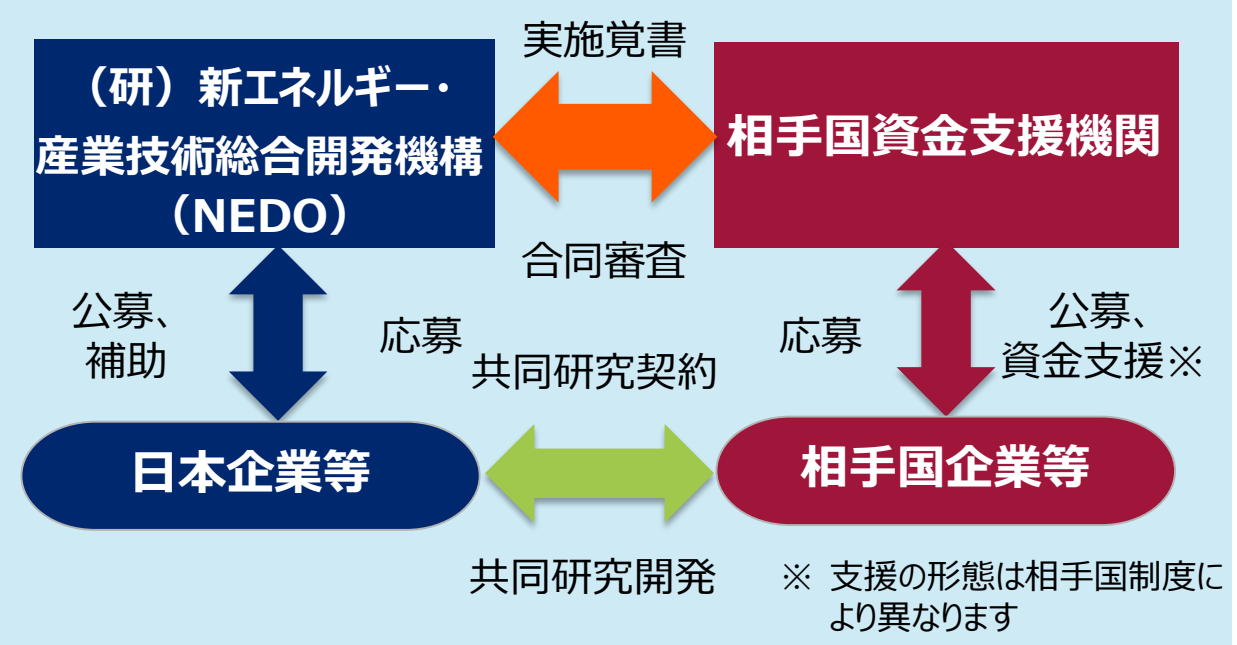 実施覚書
（研）新エネルギー・
産業技術総合開発機構
（NEDO）
相手国資金支援機関
合同審査
公募、
補助
応募
共同研究契約
応募
公募、
資金支援※
日本企業等
相手国企業等
共同研究開発
※ 支援の形態は相手国制度に
より異なります